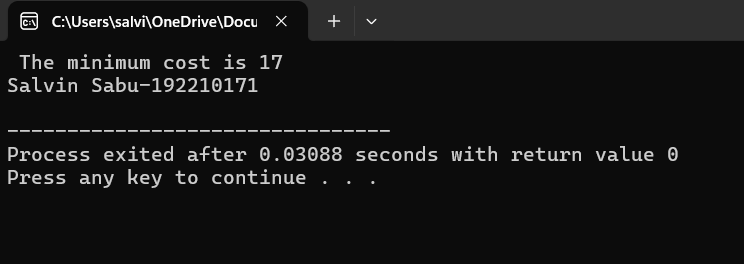 C:\Users\salvi\OneDrive\Docu
The minimum cost is 17
Salvin Sabu-192210171
--------------------------------
Process exited after 0.03088 seconds with return value 0
Press any key to continue . . .